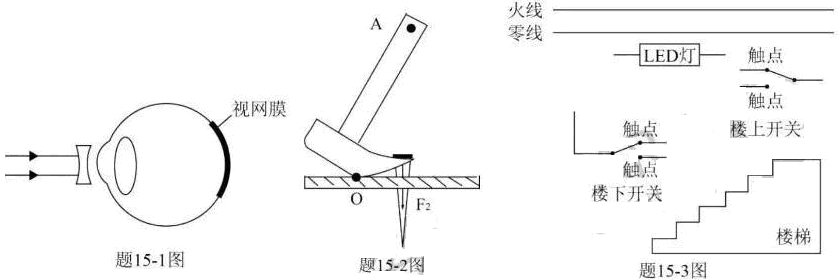 视网膜
题15-1图
A
O
F₂
题15-2图
火线
零线
LED灯
触点
触点
楼上开关
触点
触点
楼下开关
楼梯
题15-3图